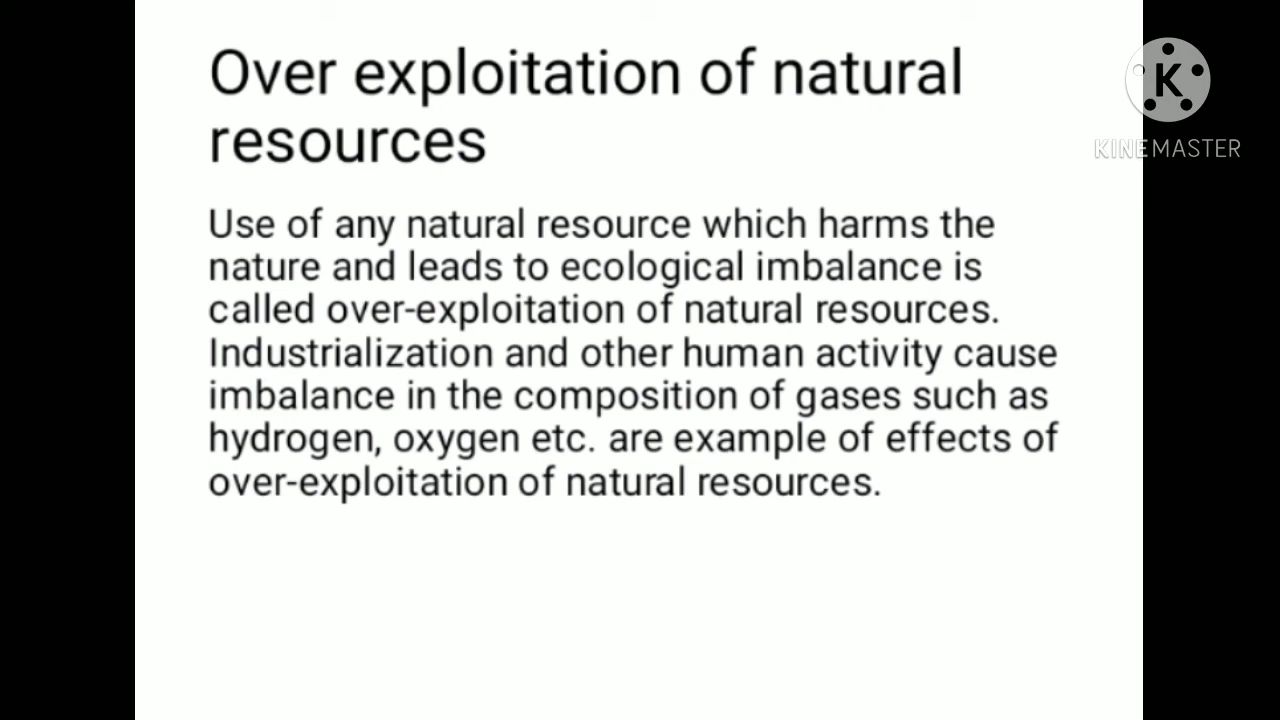 Over exploitation of natural
resources
Use of any natural resource which harms the
nature and leads to ecological imbalance is
called over-exploitation of natural resources.
Industrialization and other human activity cause
imbalance in the composition of gases such as
hydrogen, oxygen etc. are example of effects of
over-exploitation of natural resources.
K
KINEMASTER